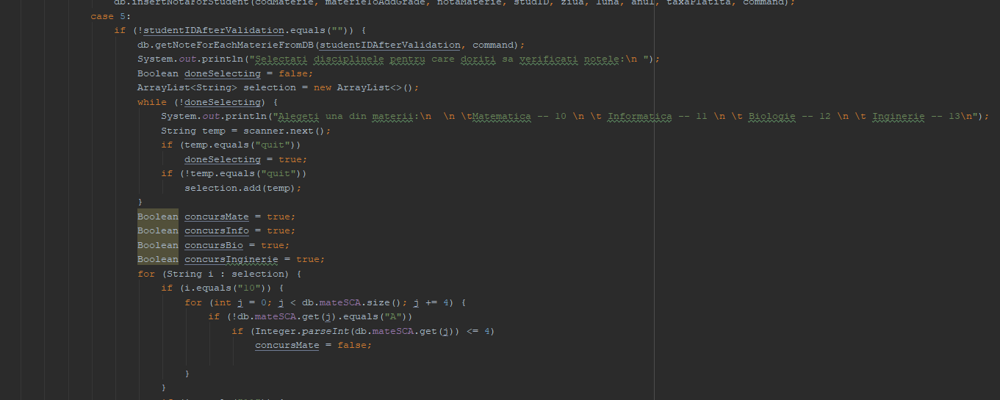 db.insertNotaForStudent(codMaterie, materieToAddGrade, notaMaterie, studID, ziua, luna, anul, taxaPlatita, command);
case 5:
if (!studentIDAfterValidation.equals("")) {
db.getNoteForEachMaterieFromDB(studentIDAfterValidation, command);
System.out.println("Selectati disciplinele pentru care doriti sa verificati notele:\n ");
Boolean doneSelecting = false;
ArrayList<String> selection = new ArrayList<>();
while (!doneSelecting) {
System.out.println("Alegeti una din materii:\n  \n \tMatematica -- 10 \n \t Informatica -- 11 \n \t Biologie -- 12 \n \t Inginerie -- 13\n");
String temp = scanner.next();
if (temp.equals("quit"))
doneSelecting = true;
if (!temp.equals("quit"))
selection.add(temp);
}
Boolean concursMate = true;
Boolean concursInfo = true;
Boolean concursBio = true;
Boolean concursInginerie = true;
for (String i : selection) {
if (i.equals("10")) {
for (int j = 0; j < db.mateSCA.size(); j += 4) {
if (!db.mateSCA.get(j).equals("A"))
if (Integer.parseInt(db.mateSCA.get(j)) <= 4)
concursMate = false;
}
}